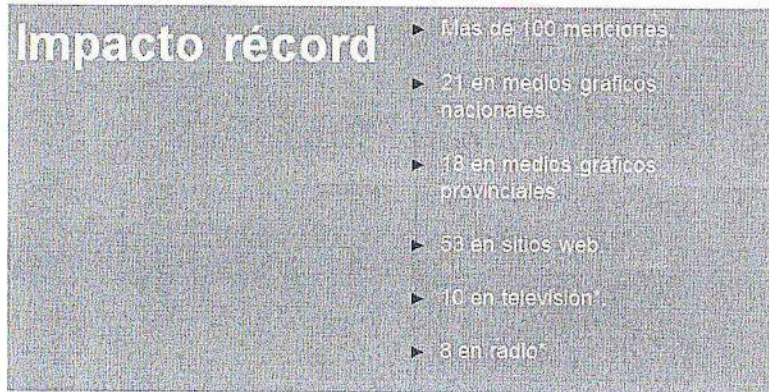 Impacto récord
► Más de 100 menciones.
► 21 en medios gráficos
nacionales.
► 18 en medios gráficos
provinciales.
► 53 en sitios web.
► 10 en televisión*.
► 8 en radio*